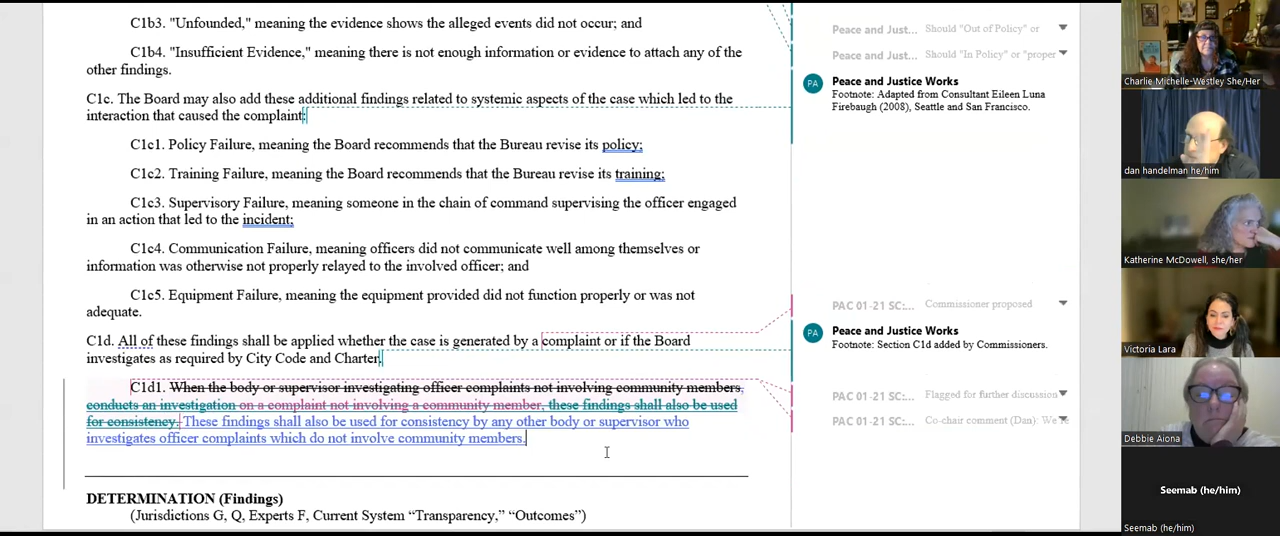 C1b3. "Unfounded," meaning the evidence shows the alleged events did not occur; and
C1b4. "Insufficient Evidence," meaning there is not enough information or evidence to attach any of the
other findings.
C1c. The Board may also add these additional findings related to systemic aspects of the case which led to the
interaction that caused the complaint:
C1c1. Policy Failure, meaning the Board recommends that the Bureau revise its policy;
C1c2. Training Failure, meaning the Board recommends that the Bureau revise its training;
C1c3. Supervisory Failure, meaning someone in the chain of command supervising the officer engaged
in an action that led to the incident;
C1c4. Communication Failure, meaning officers did not communicate well among themselves or
information was otherwise not properly relayed to the involved officer; and
C1c5. Equipment Failure, meaning the equipment provided did not function properly or was not
adequate.
C1d. All of these findings shall be applied whether the case is generated by a complaint or if the Board
investigates as required by City Code and Charter.
C1d1. When the body or supervisor investigating officer complaints not involving community members,
conducts an investigation on a complaint not involving a community member, these findings shall also be used
for consistency. These findings shall also be used for consistency by any other body or supervisor who
investigates officer complaints which do not involve community members.
DETERMINATION (Findings)
(Jurisdictions G, Q, Experts F, Current System “Transparency,” “Outcomes”)
Peace and Just... Should "Out of Policy" or
Peace and Just... Should "In Policy" or "proper
PA Peace and Justice Works
Footnote: Adapted from Consultant Eileen Luna
Firebaugh (2008), Seattle and San Francisco.
PAC 01-21 SC:... Commissioner proposed
PA Peace and Justice Works
Footnote: Section C1d added by Commissioners.
PAC 01-21 SC:... Flagged for further discussion
PAC 01-21 SC:... Co-chair comment (Dan): We're
Charlie Michelle-Westley She/Her
dan handelman he/him
Katherine McDowell, she/her
Victoria Lara
Debbie Aiona
Seemab (he/him)
Seemab (he/him)